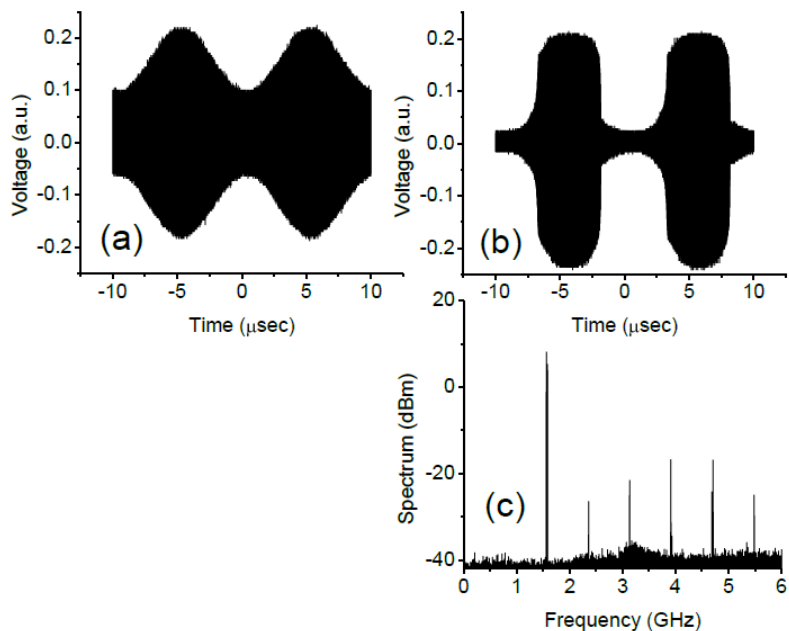 0.2
0.1
0.0
-0.1
-0.2
Voltage (a.u.)
(a)
-10 -5 0 5 10
Time (μsec)
0.2
0.1
0.0
-0.1
-0.2
Voltage (a.u.)
(b)
-10 -5 0 5 10
Time (μsec)
20
0
-20
-40
Spectrum (dBm)
(c)
0 1 2 3 4 5 6
Frequency (GHz)